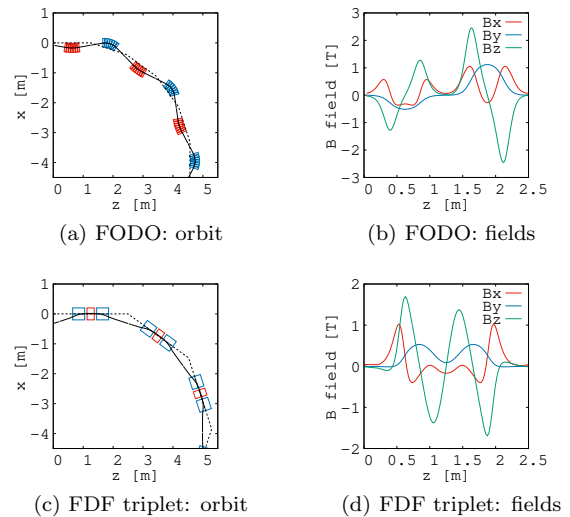 1
0
-1
-2
-3
-4
x [m]
0 1 2 3 4 5
z [m]
(a) FODO: orbit
3
2
1
0
-1
-2
-3
B field [T]
Bx
By
Bz
0 0.5 1 1.5 2 2.5
z [m]
(b) FODO: fields
1
0
-1
-2
-3
-4
x [m]
0 1 2 3 4 5
z [m]
(c) FDF triplet: orbit
2
1
0
-1
-2
B field [T]
Bx
By
Bz
0 0.5 1 1.5 2 2.5
z [m]
(d) FDF triplet: fields